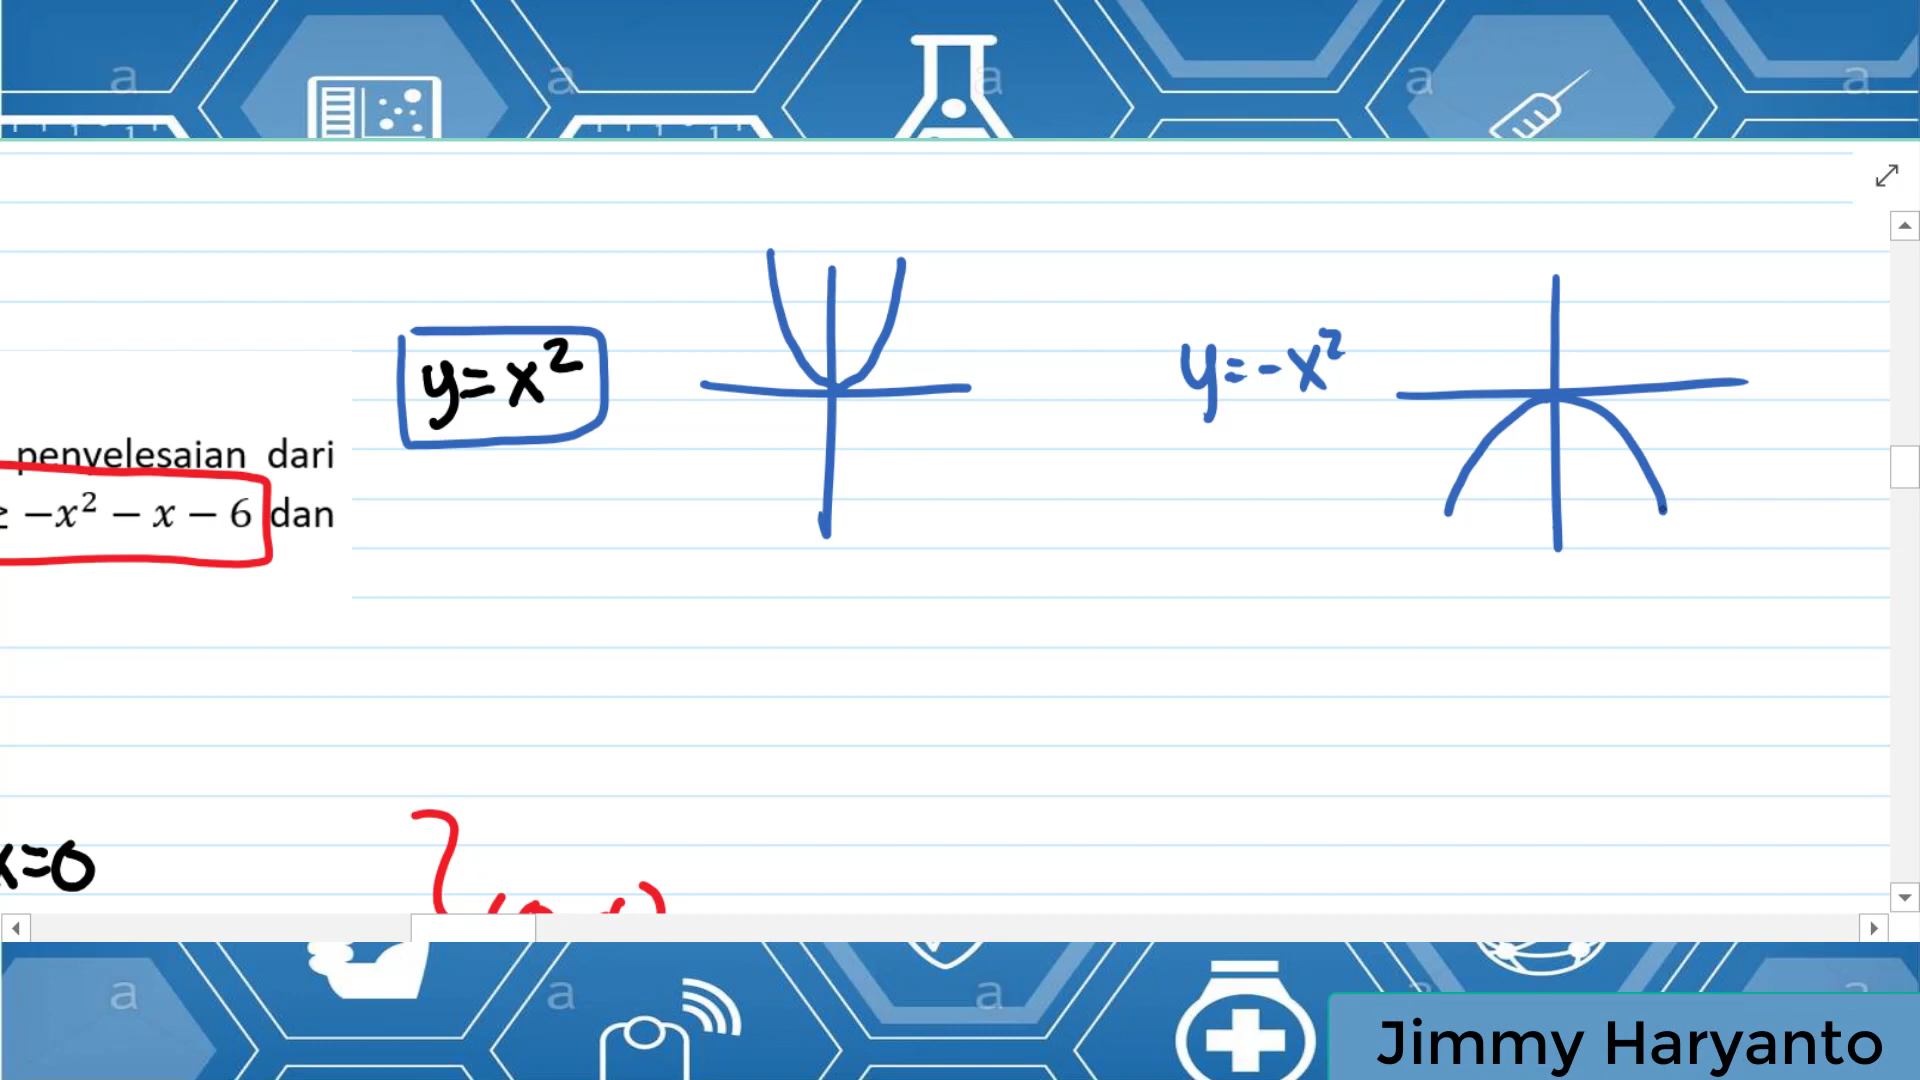 y=x²
y=-x²
penyelesaian dari
≥ −x² − x − 6 dan
x=0
Jimmy Haryanto